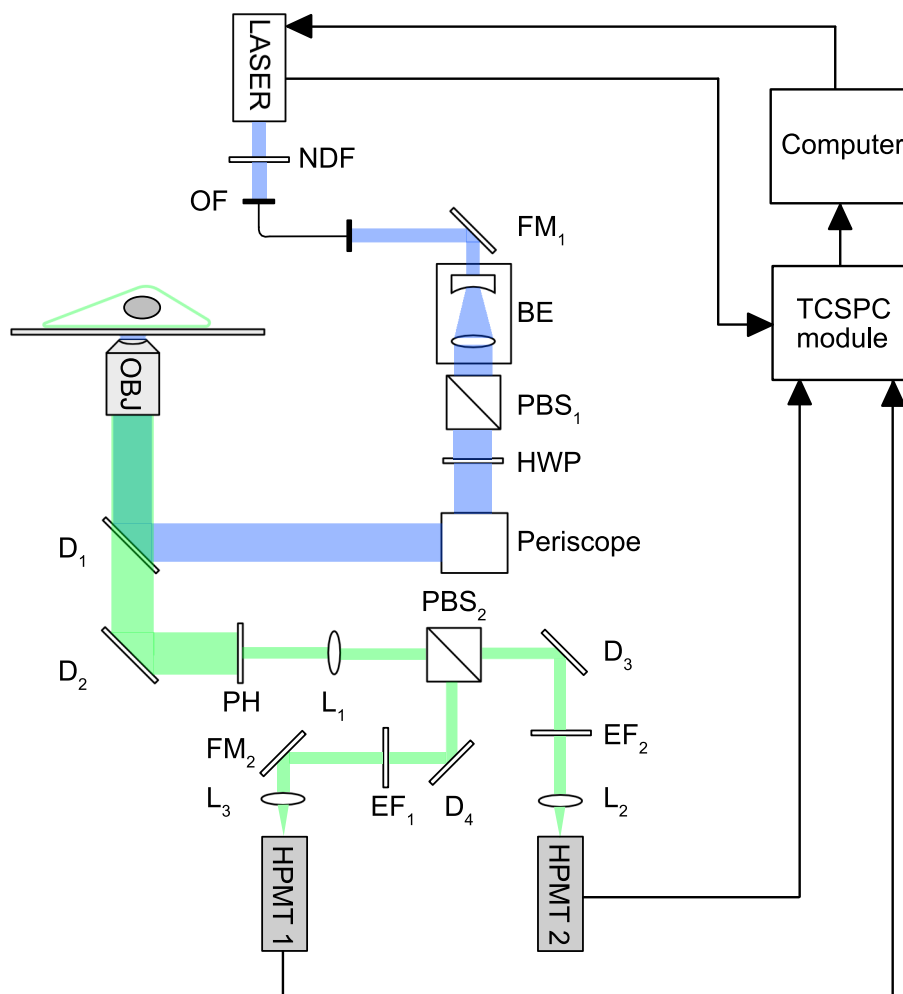 LASER
NDF
OF
FM₁
Computer
BE
TCSPC
module
OBJ
PBS₁
HWP
Periscope
D₁
PBS₂
D₂
D₃
PH
L₁
FM₂
EF₂
L₃
EF₁
D₄
L₂
HPMT 1
HPMT 2